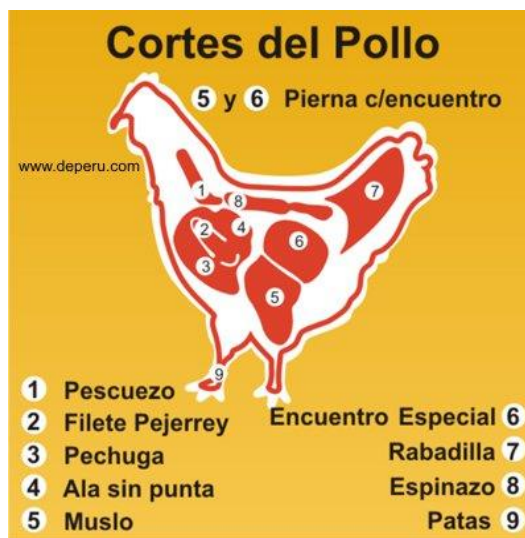 Cortes del Pollo
5 y 6 Pierna c/encuentro
www.deperu.com
1
8
7
2
4
6
3
5
9
1 Pescuezo
2 Filete Pejerrey
3 Pechuga
4 Ala sin punta
5 Muslo
Encuentro Especial 6
Rabadilla 7
Espinazo 8
Patas 9